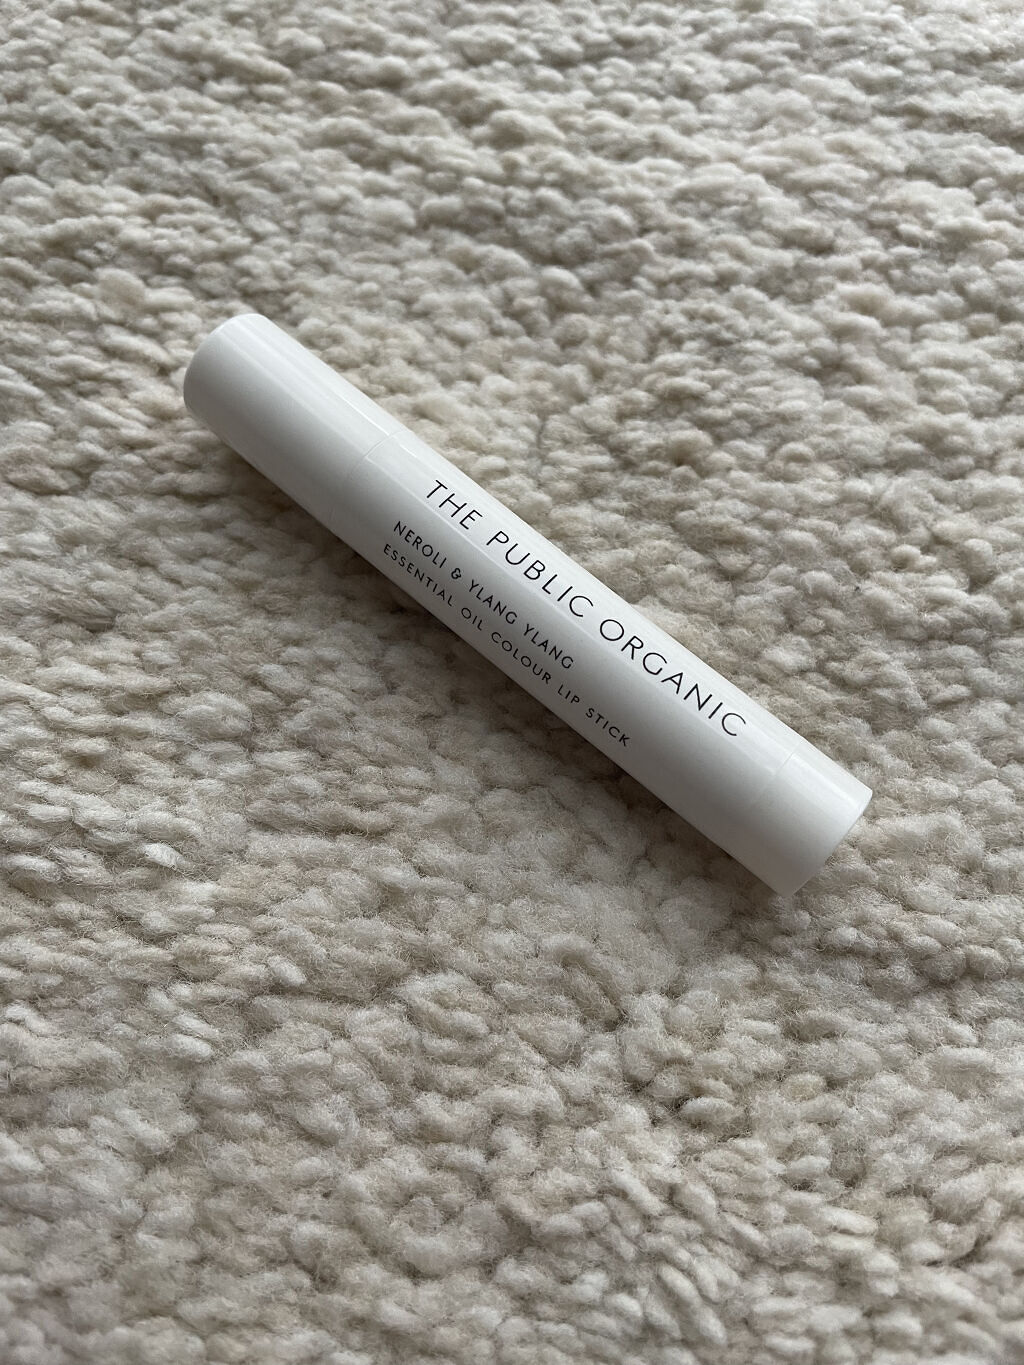 THE PUBLIC ORGANIC
NEROLI & YLANG YLANG
ESSENTIAL OIL COLOUR LIP STICK